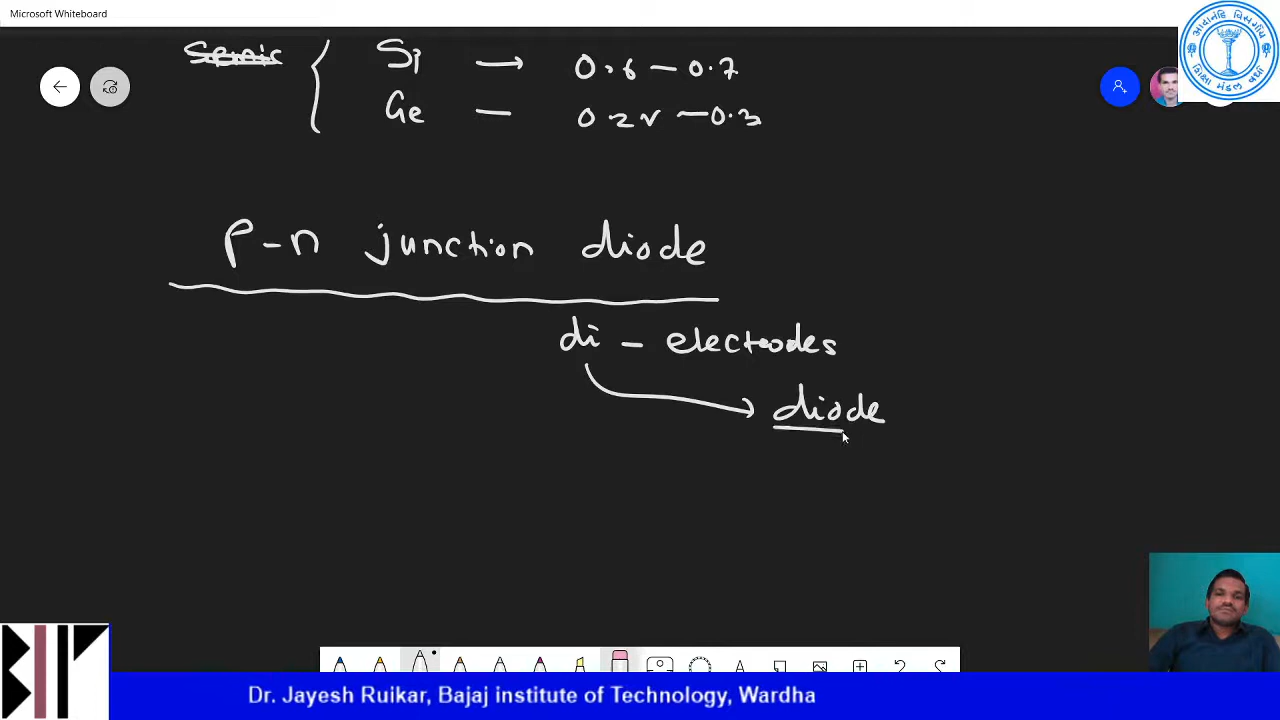 Microsoft Whiteboard
Si → 0.6 - 0.7
Ge - 0.2v - 0.3
P-n junction diode
di - electrodes
diode
Dr. Jayesh Ruikar, Bajaj institute of Technology, Wardha